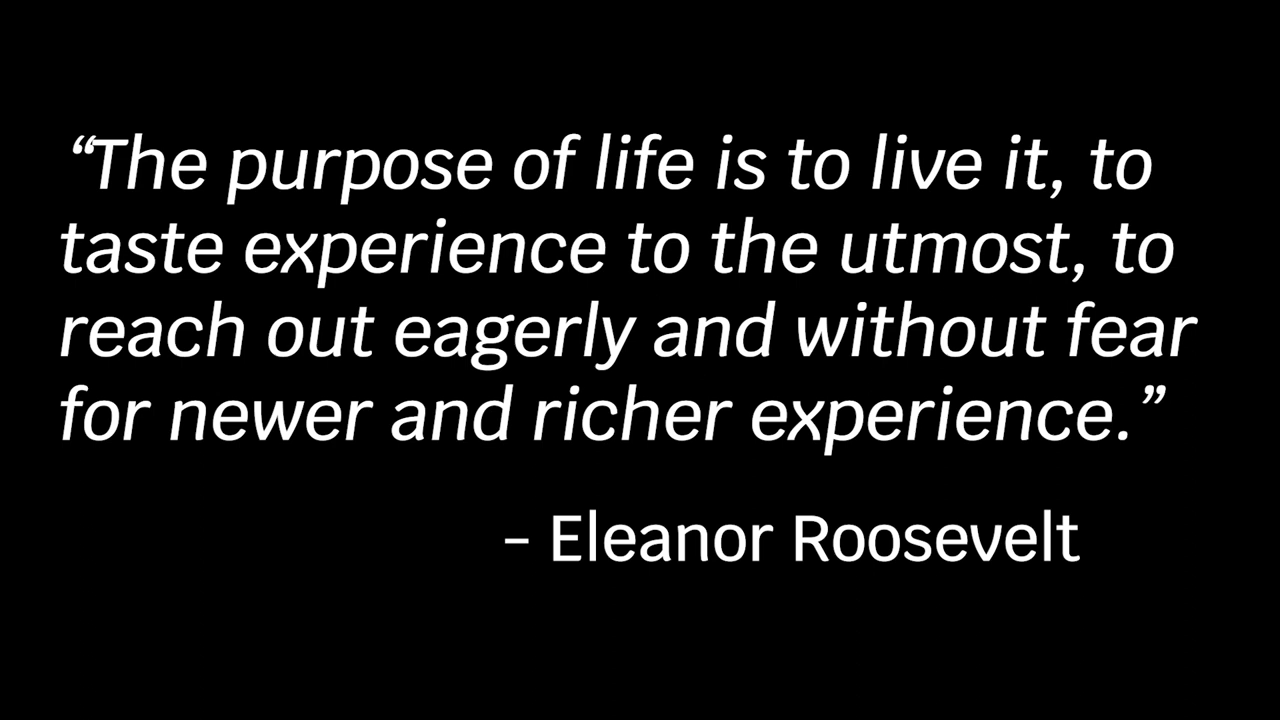 “The purpose of life is to live it, to
taste experience to the utmost, to
reach out eagerly and without fear
for newer and richer experience.”
– Eleanor Roosevelt